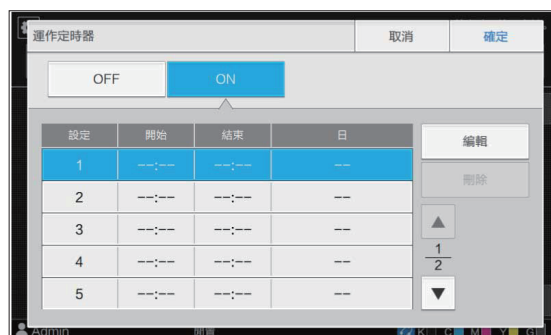 運作定時器 取消 確定
OFF ON
設定 開始 結束 日 編輯
1 --:-- --:-- -- 刪除
2 --:-- --:-- --
3 --:-- --:-- --
4 --:-- --:-- -- 1
2
5 --:-- --:-- --
Admin K C M Y G